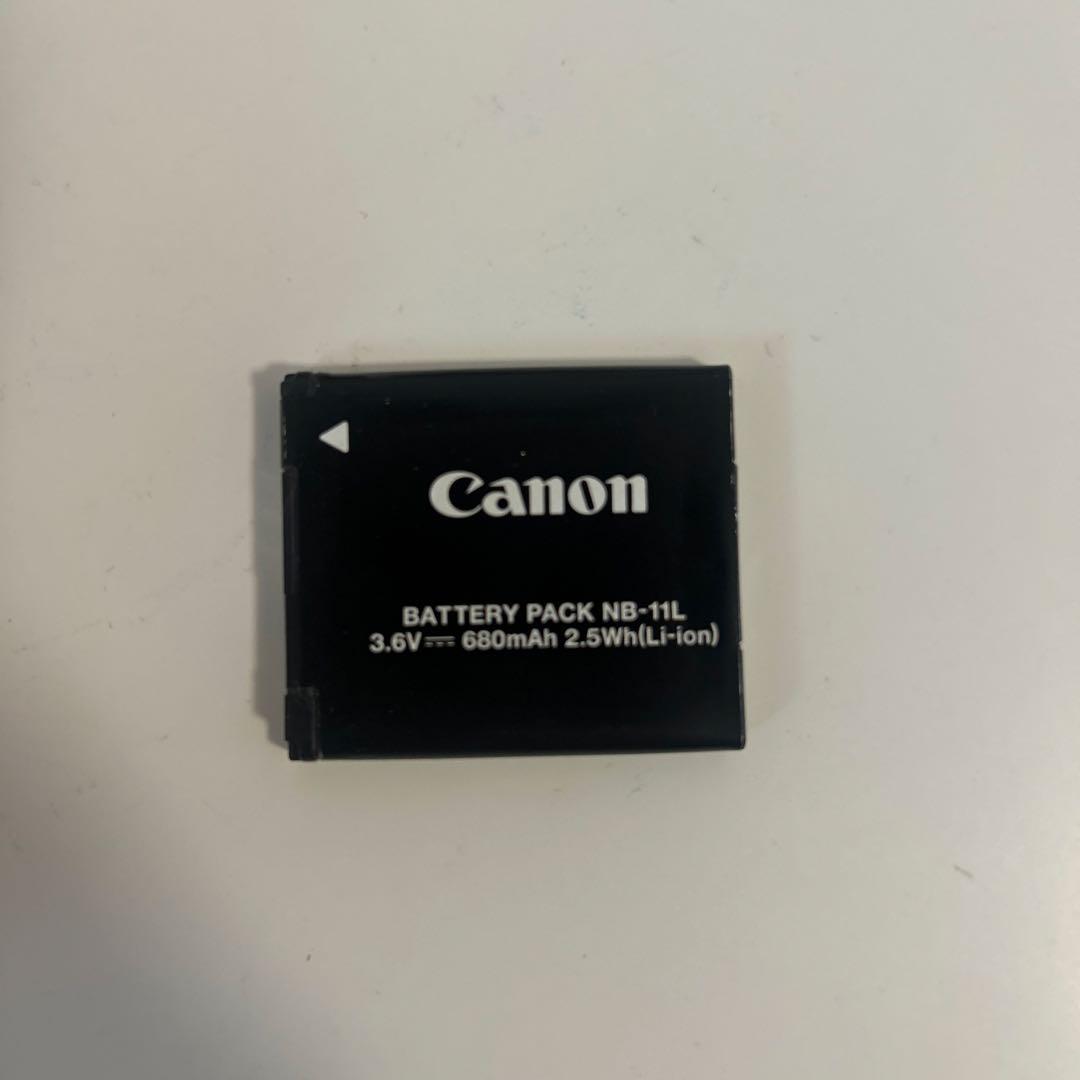 Canon
BATTERY PACK NB-11L
3.6V⎓ 680mAh 2.5Wh(Li-ion)